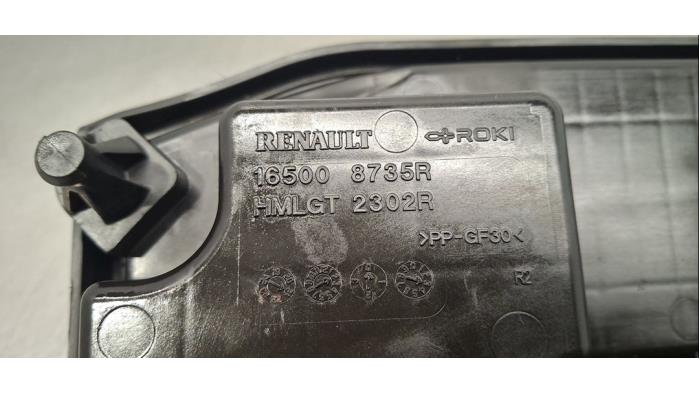 RENAULT ROKI
16500 8735R
HMLGT 2302R
>PP-GF30<
R2